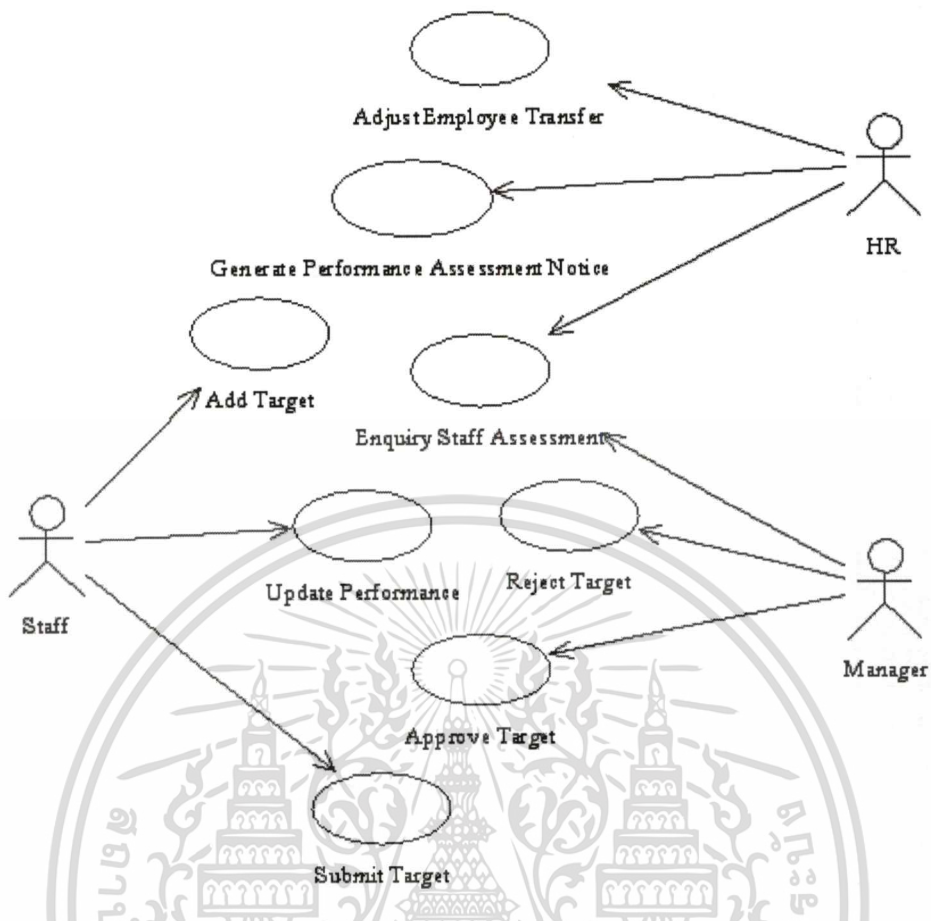 Adjust Employee Transfer
HR
Generate Performance Assessment Notice
Add Target
Enquiry Staff Assessment
Update Performance
Reject Target
Staff
Manager
Approve Target
Submit Target